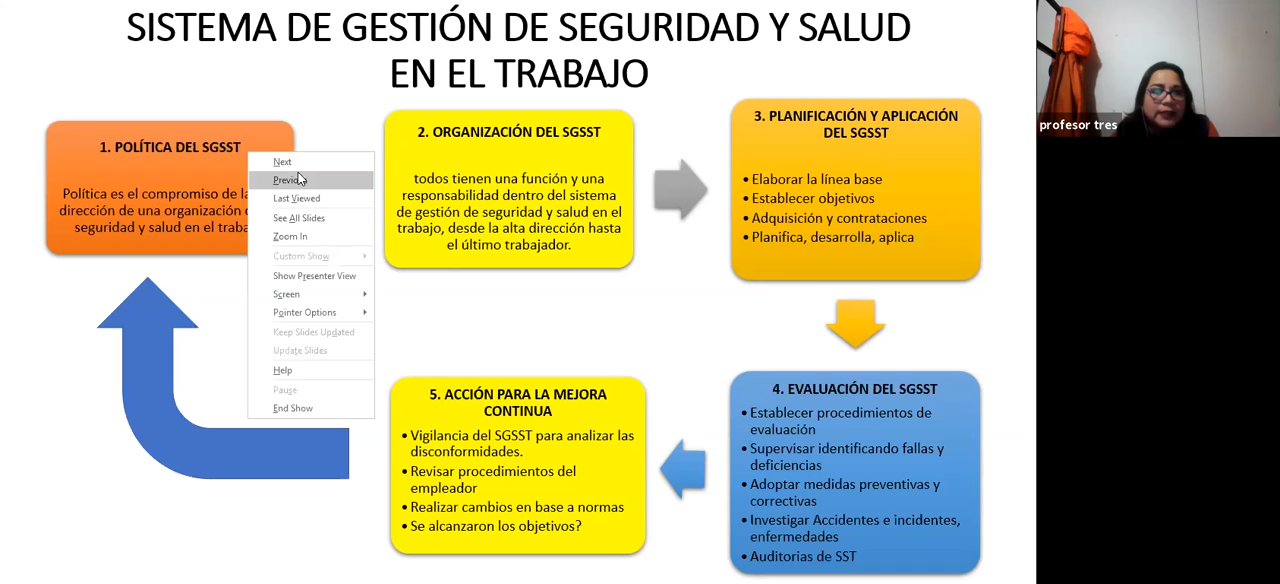 SISTEMA DE GESTIÓN DE SEGURIDAD Y SALUD
EN EL TRABAJO
profesor tres
1. POLÍTICA DEL SGSST
Política es el compromiso de
dirección de una organización
seguridad y salud en el
Next
Last Viewed
See All Slides
Zoom In
Custom Show
Show Presenter View
Screen
Pointer Options
Keep Slides Updated
Update Slides
Help
Pause
End Show
2. ORGANIZACIÓN DEL SGSST
todos tienen una función y una
responsabilidad dentro del sistema
de gestión de seguridad y salud en el
trabajo, desde la alta dirección hasta
el último trabajador.
3. PLANIFICACIÓN Y APLICACIÓN
DEL SGSST
• Elaborar la línea base
• Establecer objetivos
• Adquisición y contrataciones
• Planifica, desarrolla, aplica
4. EVALUACIÓN DEL SGSST
• Establecer procedimientos de
evaluación
• Supervisar identificando fallas y
deficiencias
• Adoptar medidas preventivas y
correctivas
• Investigar Accidentes e incidentes,
enfermedades
• Auditorias de SST
5. ACCIÓN PARA LA MEJORA
CONTINUA
• Vigilancia del SGSST para analizar las
disconformidades.
• Revisar procedimientos del
empleador
• Realizar cambios en base a normas
• Se alcanzaron los objetivos?